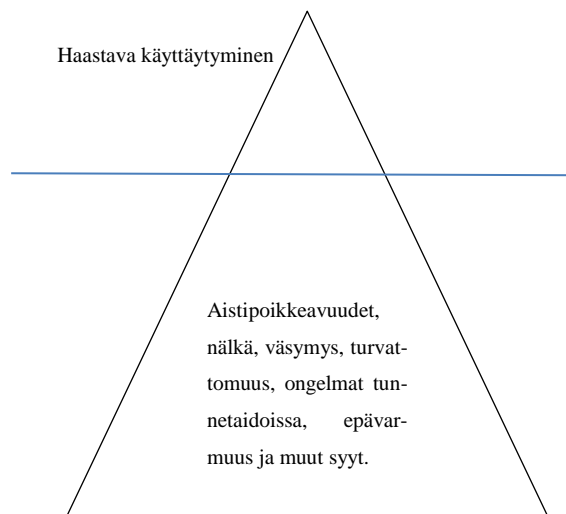 Haastava käyttäytyminen
Aistipoikkeavuudet,
nälkä, väsymys, turvat-
tomuus, ongelmat tun-
netaidoissa, epävar-
muus ja muut syyt.